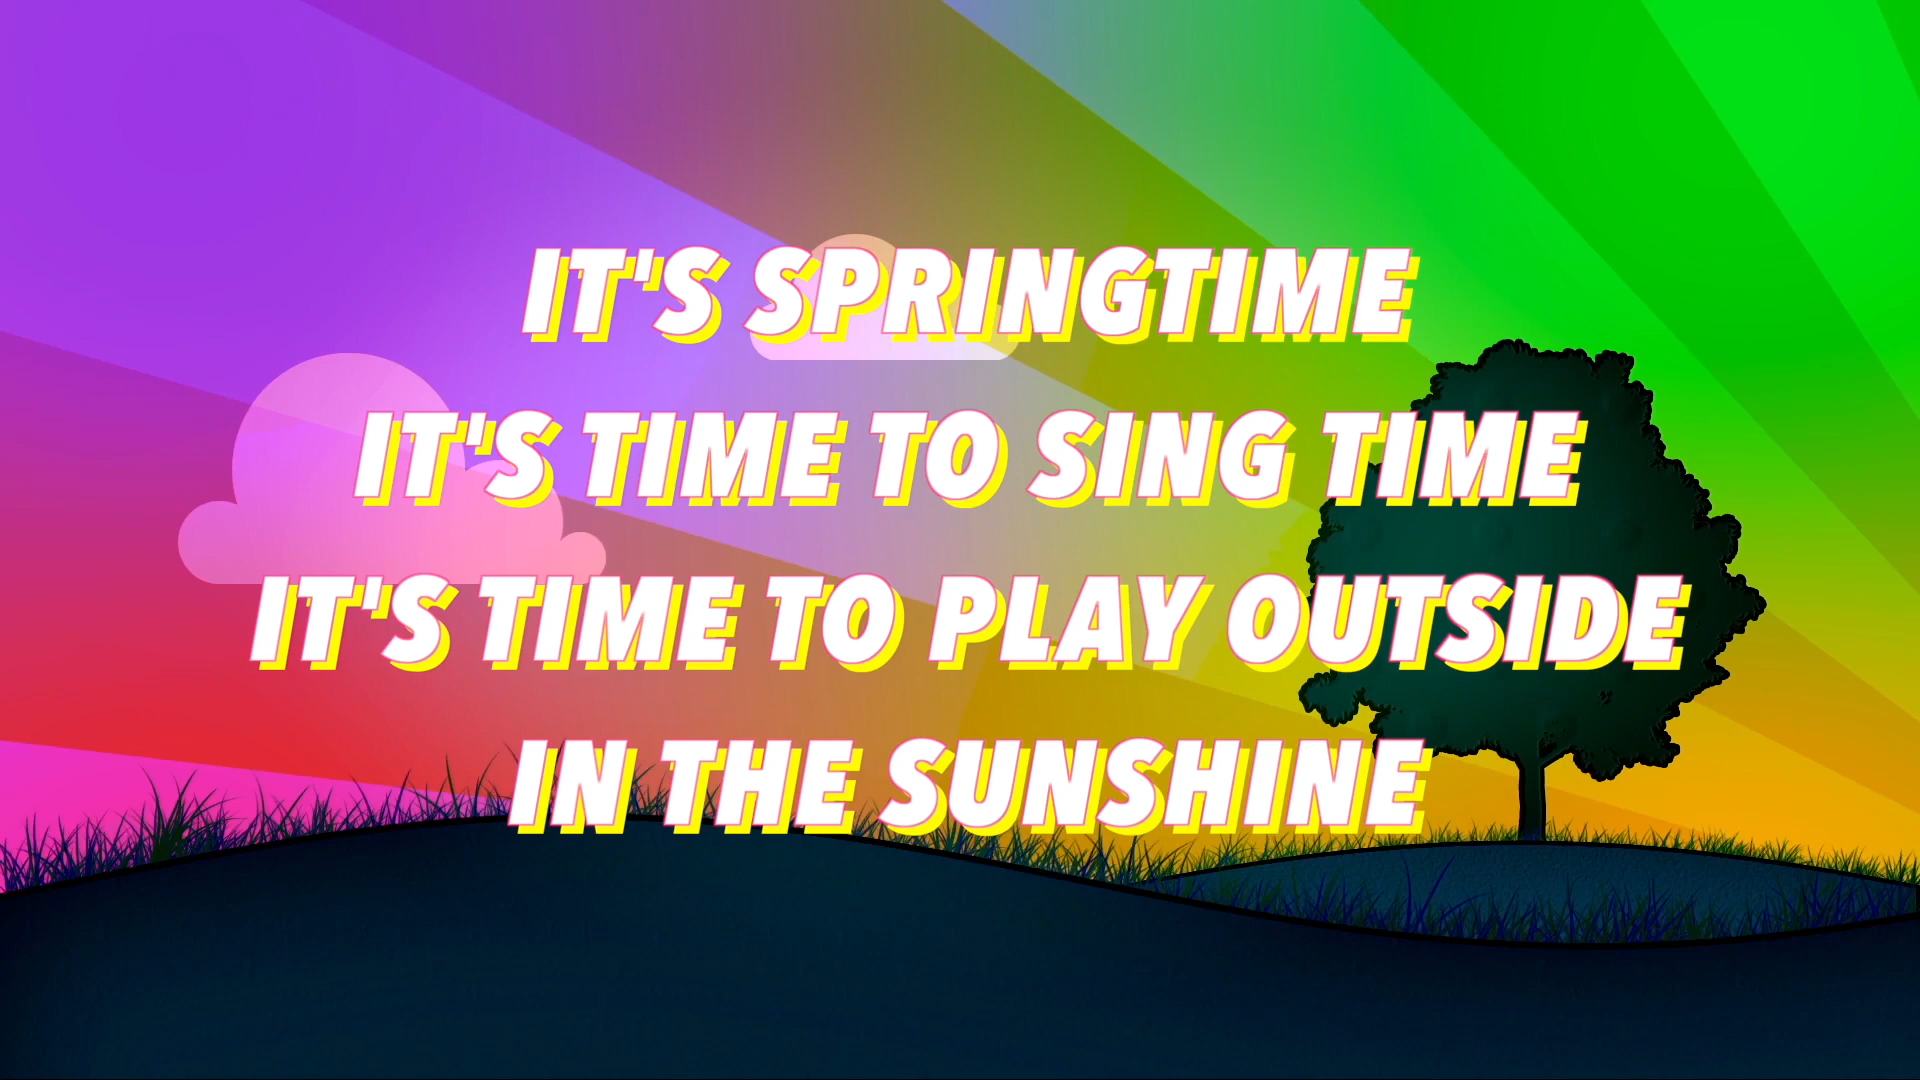 IT'S SPRINGTIME
IT'S TIME TO SING TIME
IT'S TIME TO PLAY OUTSIDE
IN THE SUNSHINE